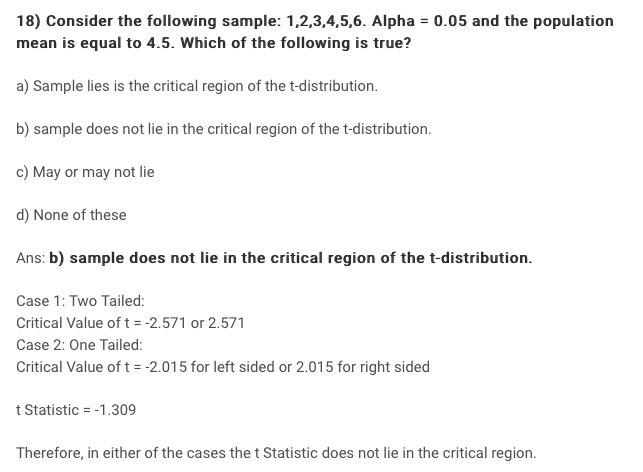 18) Consider the following sample: 1,2,3,4,5,6. Alpha = 0.05 and the population
mean is equal to 4.5. Which of the following is true?
a) Sample lies is the critical region of the t-distribution.
b) sample does not lie in the critical region of the t-distribution.
c) May or may not lie
d) None of these
Ans: b) sample does not lie in the critical region of the t-distribution.
Case 1: Two Tailed:
Critical Value of t = -2.571 or 2.571
Case 2: One Tailed:
Critical Value of t = -2.015 for left sided or 2.015 for right sided
t Statistic = -1.309
Therefore, in either of the cases the t Statistic does not lie in the critical region.